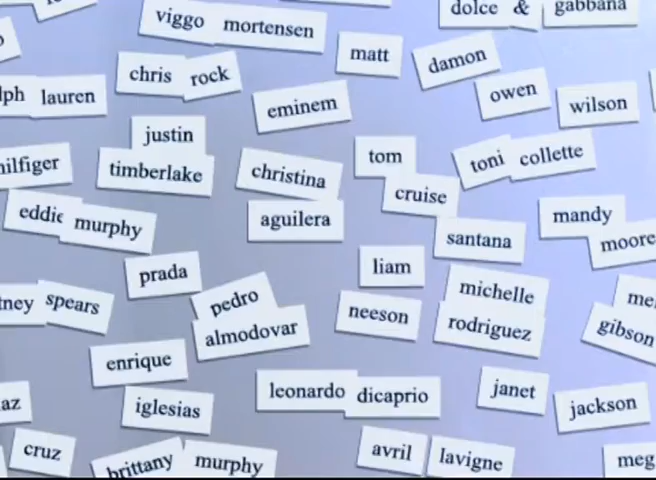 viggo mortensen
dolce & gabbana
matt damon
chris rock
lauren
owen wilson
eminem
justin
timberlake
christina
aguilera
tom
cruise
toni collette
eddie murphy
mandy
moore
santana
prada
liam
neeson
michelle
rodriguez
spears
pedro
almodovar
gibson
enrique
iglesias
leonardo dicaprio
janet jackson
cruz
brittany murphy
avril lavigne
meg